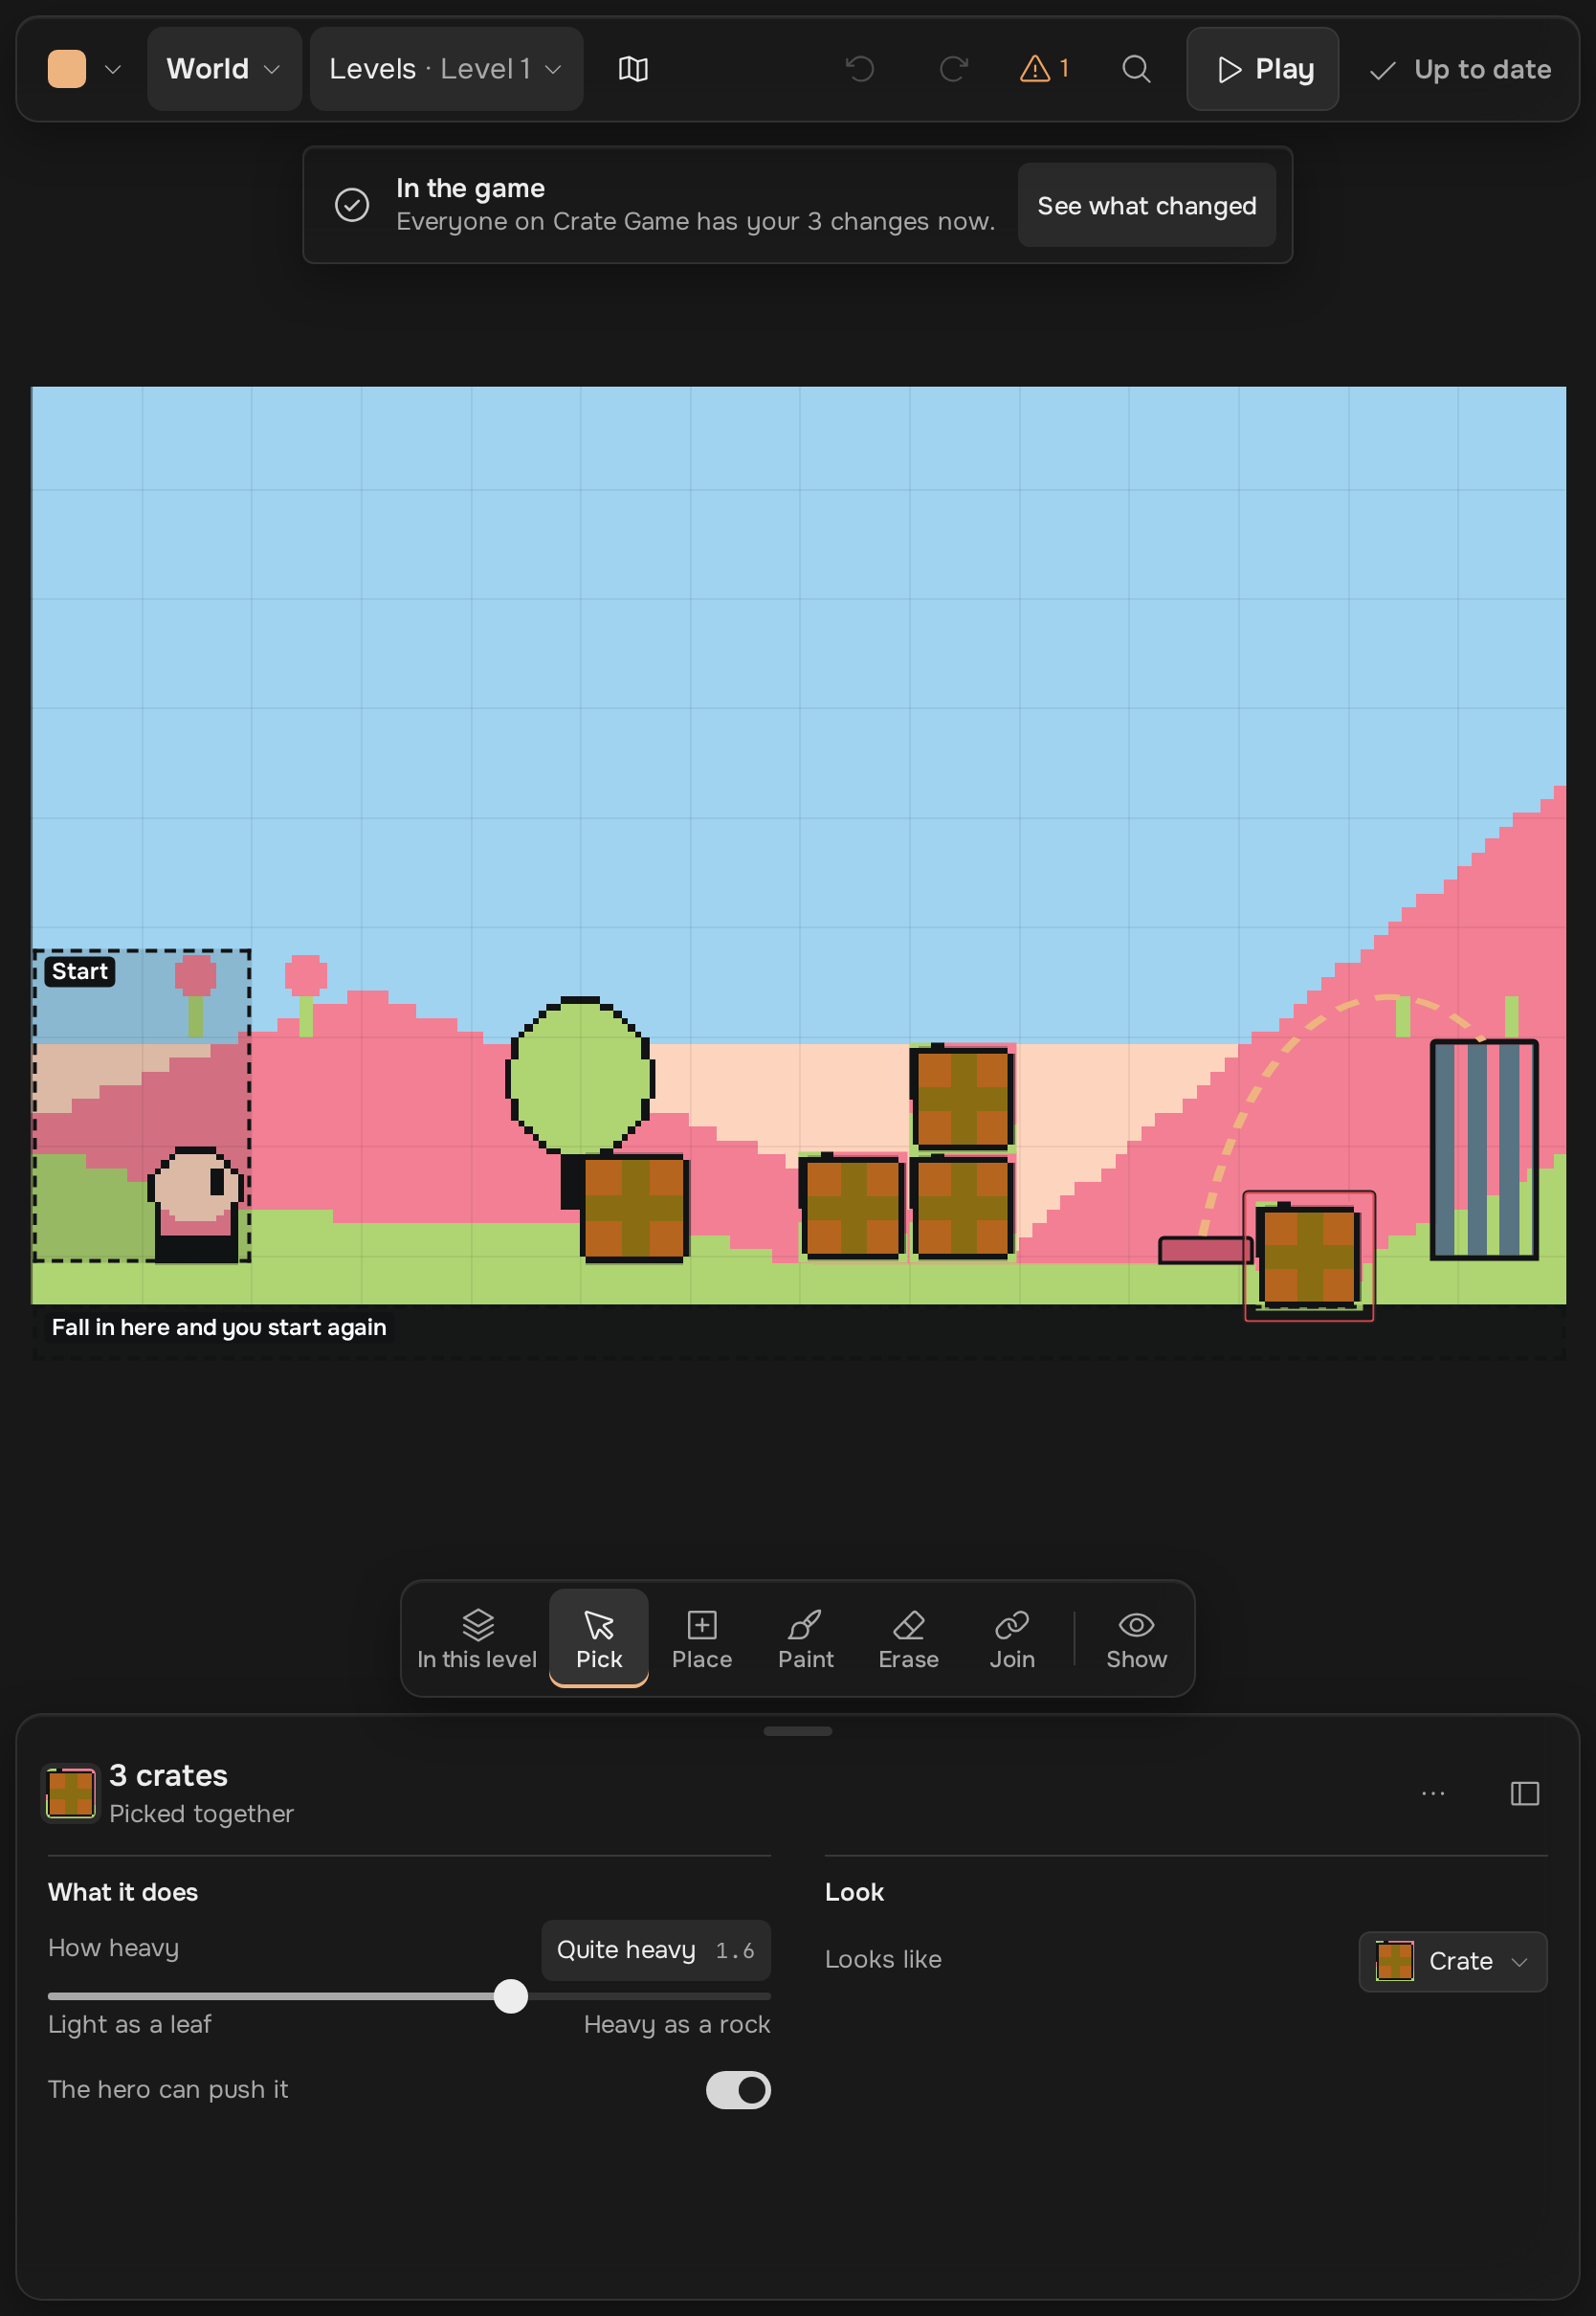 World
Levels · Level 1
1
Play
Up to date
In the game
Everyone on Crate Game has your 3 changes now.
See what changed
Start
Fall in here and you start again
In this level
Pick
Place
Paint
Erase
Join
Show
3 crates
Picked together
What it does
How heavy
Quite heavy 1.6
Light as a leaf
Heavy as a rock
The hero can push it
Look
Looks like
Crate